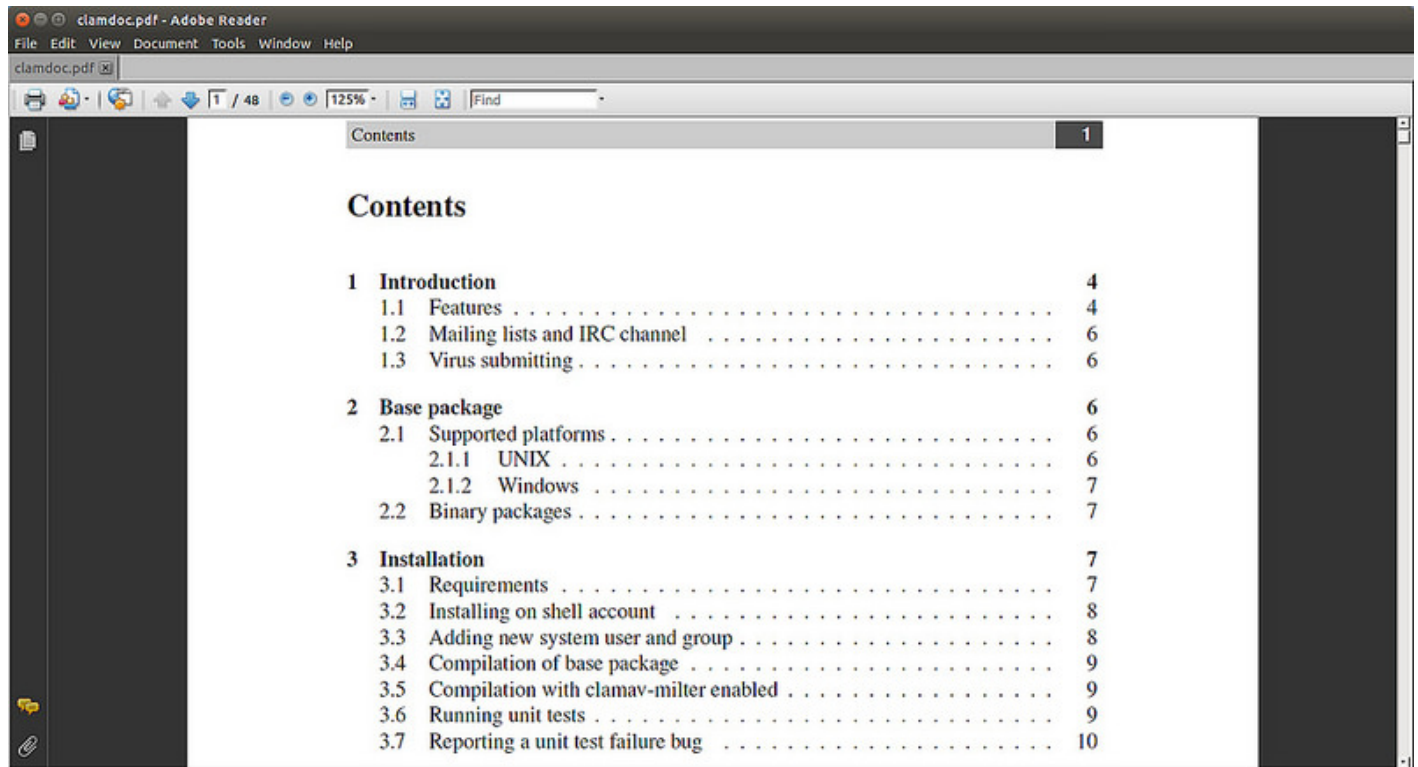 clamdoc.pdf - Adobe Reader
File Edit View Document Tools Window Help
clamdoc.pdf
1 / 48 125% Find
Contents 1
Contents
1 Introduction 4
1.1 Features . . . . . . . . . . . . . . . . . . . . . . . . . . . . . . . . . . 4
1.2 Mailing lists and IRC channel . . . . . . . . . . . . . . . . . . . . . . 6
1.3 Virus submitting . . . . . . . . . . . . . . . . . . . . . . . . . . . . . 6
2 Base package 6
2.1 Supported platforms . . . . . . . . . . . . . . . . . . . . . . . . . . . 6
2.1.1 UNIX . . . . . . . . . . . . . . . . . . . . . . . . . . . . . . 6
2.1.2 Windows . . . . . . . . . . . . . . . . . . . . . . . . . . . . 7
2.2 Binary packages . . . . . . . . . . . . . . . . . . . . . . . . . . . . . 7
3 Installation 7
3.1 Requirements . . . . . . . . . . . . . . . . . . . . . . . . . . . . . . 7
3.2 Installing on shell account . . . . . . . . . . . . . . . . . . . . . . . 8
3.3 Adding new system user and group . . . . . . . . . . . . . . . . . . . 8
3.4 Compilation of base package . . . . . . . . . . . . . . . . . . . . . . 9
3.5 Compilation with clamav-milter enabled . . . . . . . . . . . . . . . . 9
3.6 Running unit tests . . . . . . . . . . . . . . . . . . . . . . . . . . . . 9
3.7 Reporting a unit test failure bug . . . . . . . . . . . . . . . . . . . . 10